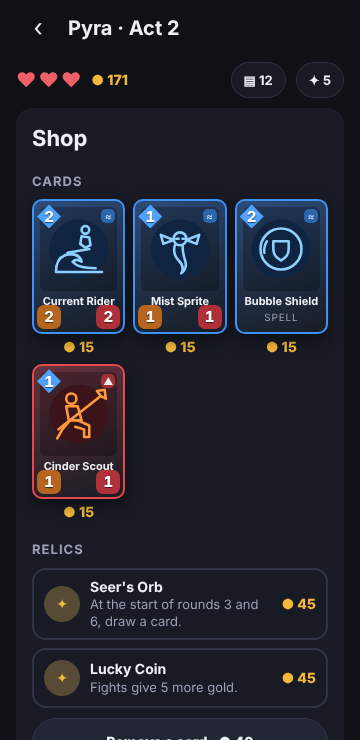 Pyra · Act 2
171
12
5
Shop
CARDS
2
1
2
Current Rider
Mist Sprite
Bubble Shield
2 2
1 1
SPELL
15
15
15
1
Cinder Scout
1 1
15
RELICS
Seer's Orb
At the start of rounds 3 and
6, draw a card.
45
Lucky Coin
Fights give 5 more gold.
45